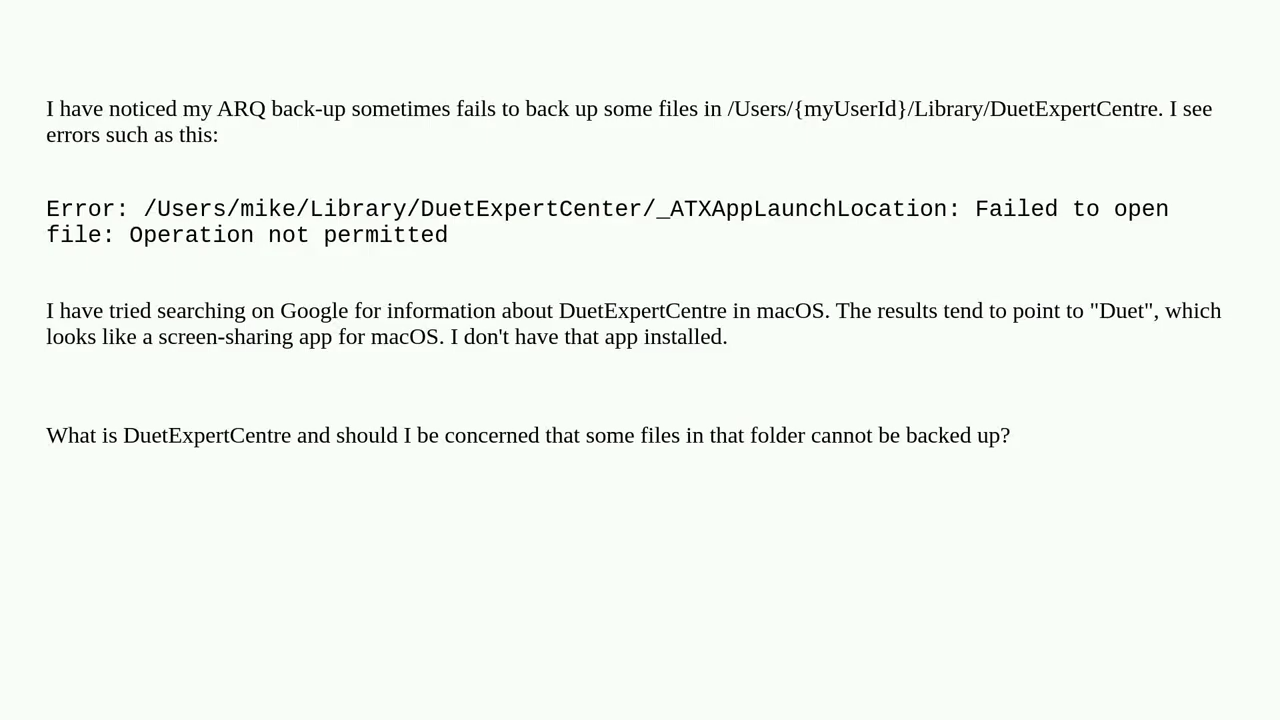 I have noticed my ARQ back-up sometimes fails to back up some files in /Users/{myUserId}/Library/DuetExpertCentre. I see
errors such as this:
Error: /Users/mike/Library/DuetExpertCenter/_ATXAppLaunchLocation: Failed to open
file: Operation not permitted
I have tried searching on Google for information about DuetExpertCentre in macOS. The results tend to point to "Duet", which
looks like a screen-sharing app for macOS. I don't have that app installed.
What is DuetExpertCentre and should I be concerned that some files in that folder cannot be backed up?